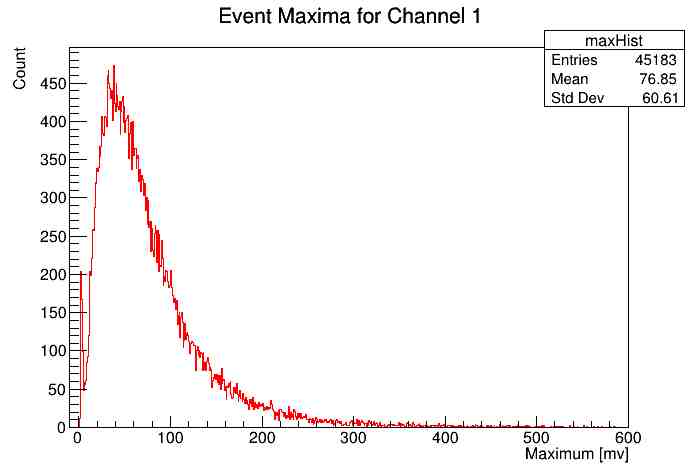 Event Maxima for Channel 1
maxHist
Entries 45183
Mean 76.85
Std Dev 60.61
Count
450
400
350
300
250
200
150
100
50
0
0 100 200 300 400 500 600
Maximum [mv]